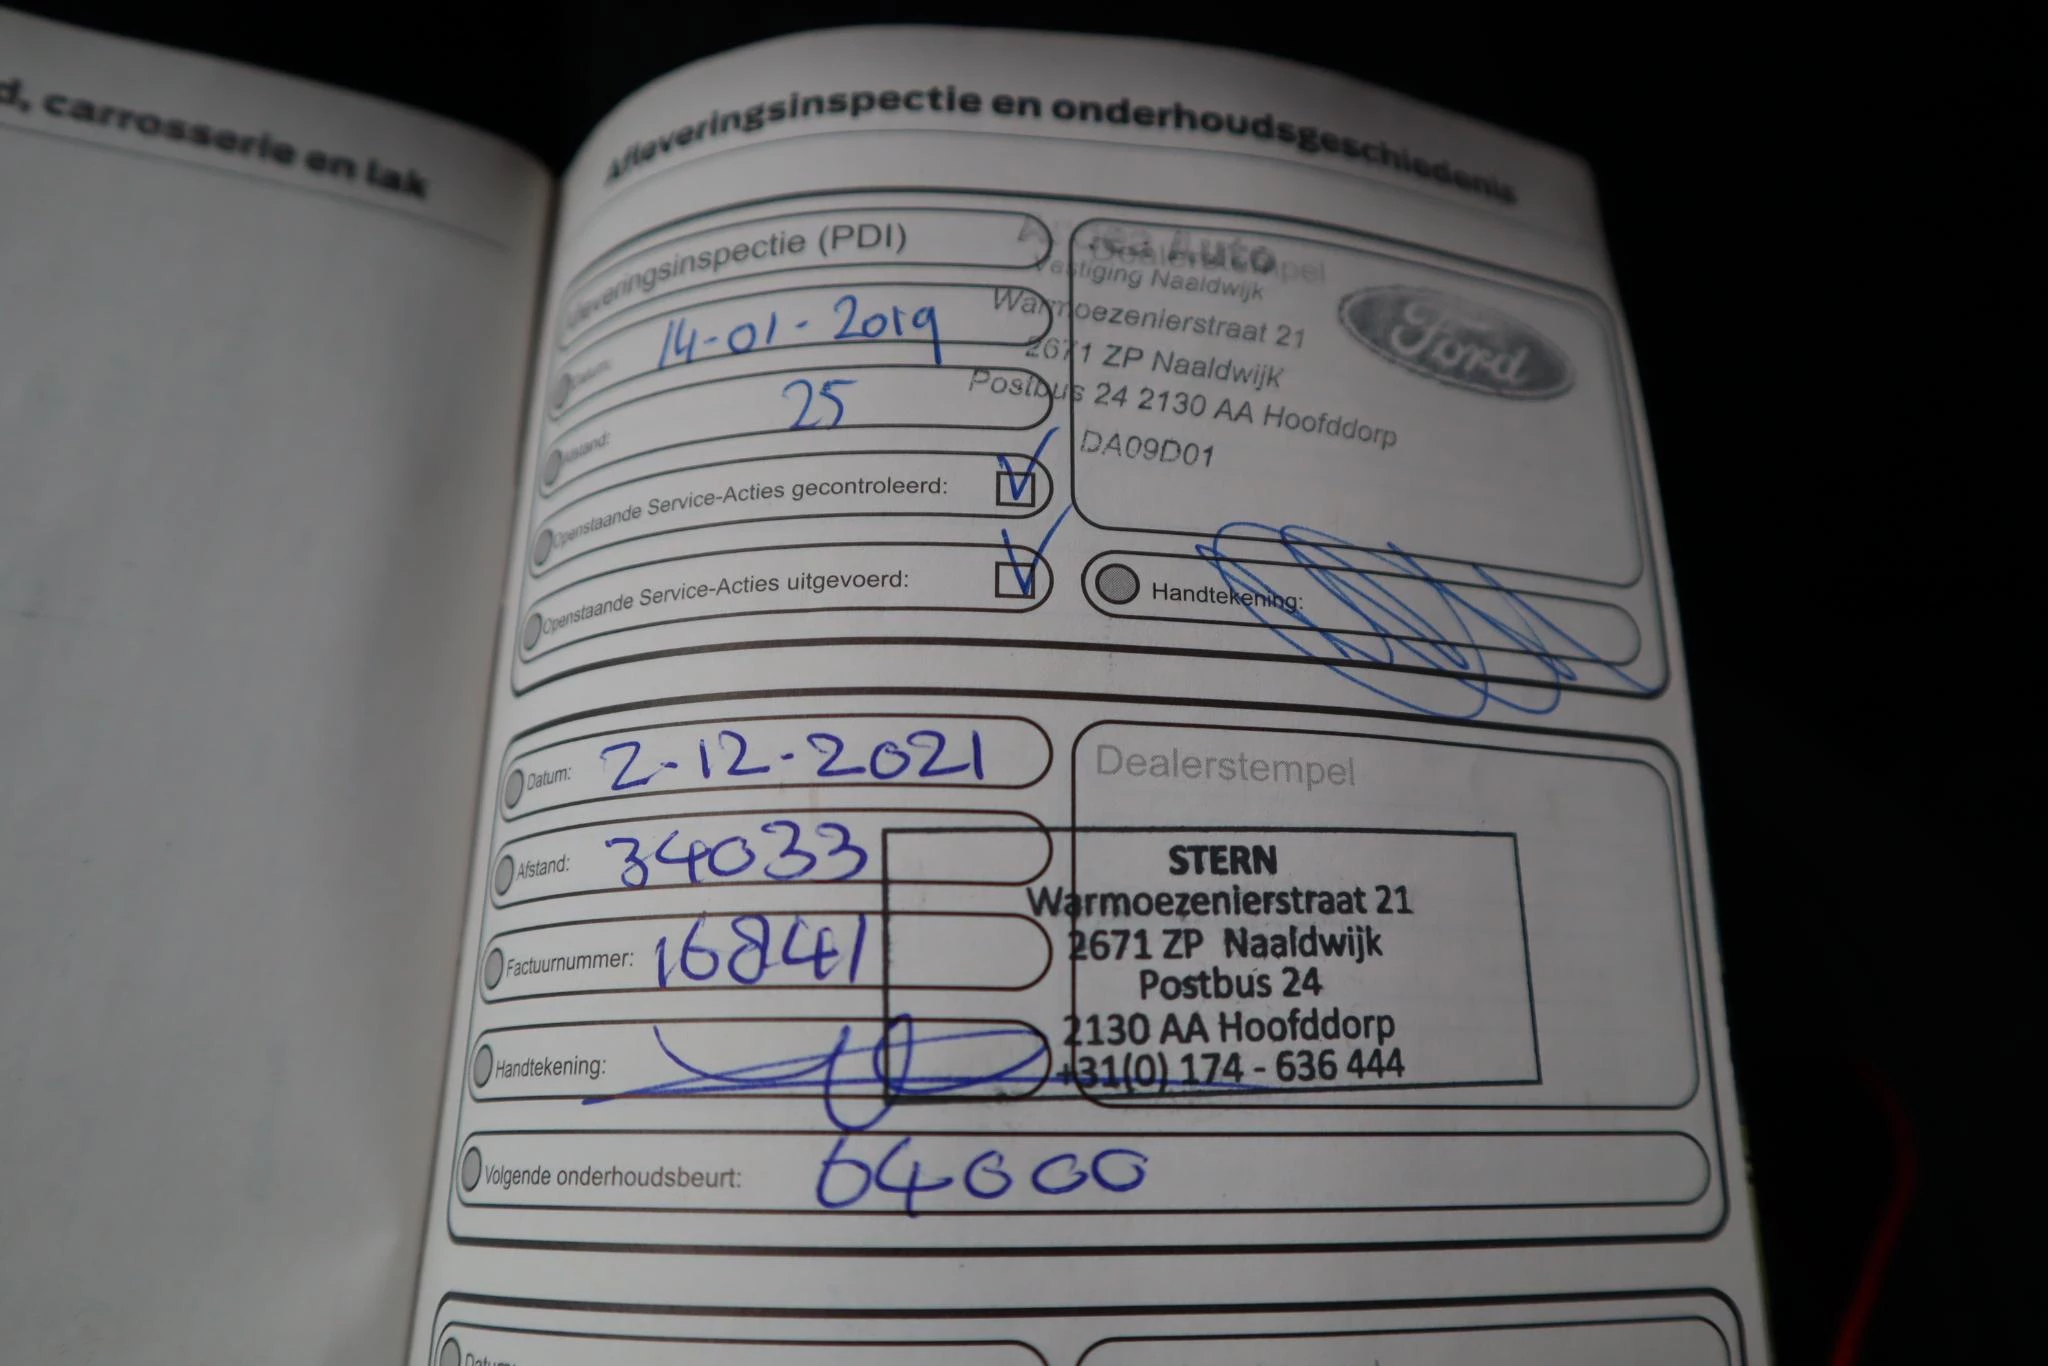 d, carrosserie en lak
Afleveringsinspectie en onderhoudsgeschiedenis
Afleveringsinspectie (PDI)
Datum: 14-01-2019
Afstand: 25
Openstaande Service-Acties gecontroleerd:
Openstaande Service-Acties uitgevoerd:
Dealerstempel
Auto
Vestiging Naaldwijk
Warmoezenierstraat 21
2671 ZP Naaldwijk
Postbus 24 2130 AA Hoofddorp
DA09D01
Ford
Handtekening:
Datum: 2-12-2021
Afstand: 34033
Factuurnummer: 16841
Handtekening:
Dealerstempel
STERN
Warmoezenierstraat 21
2671 ZP Naaldwijk
Postbus 24
2130 AA Hoofddorp
+31(0) 174 - 636 444
Volgende onderhoudsbeurt: 64000
Datum: